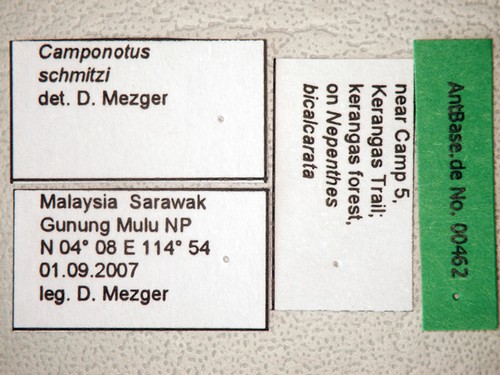 Camponotus
schmitzi
det. D. Mezger
Malaysia Sarawak
Gunung Mulu NP
N 04° 08 E 114° 54
01.09.2007
leg. D. Mezger
near Camp 5,
Kerangas Trail;
kerangas forest,
on Nepenthes
bicalcarata
AntBase.de No. 00462